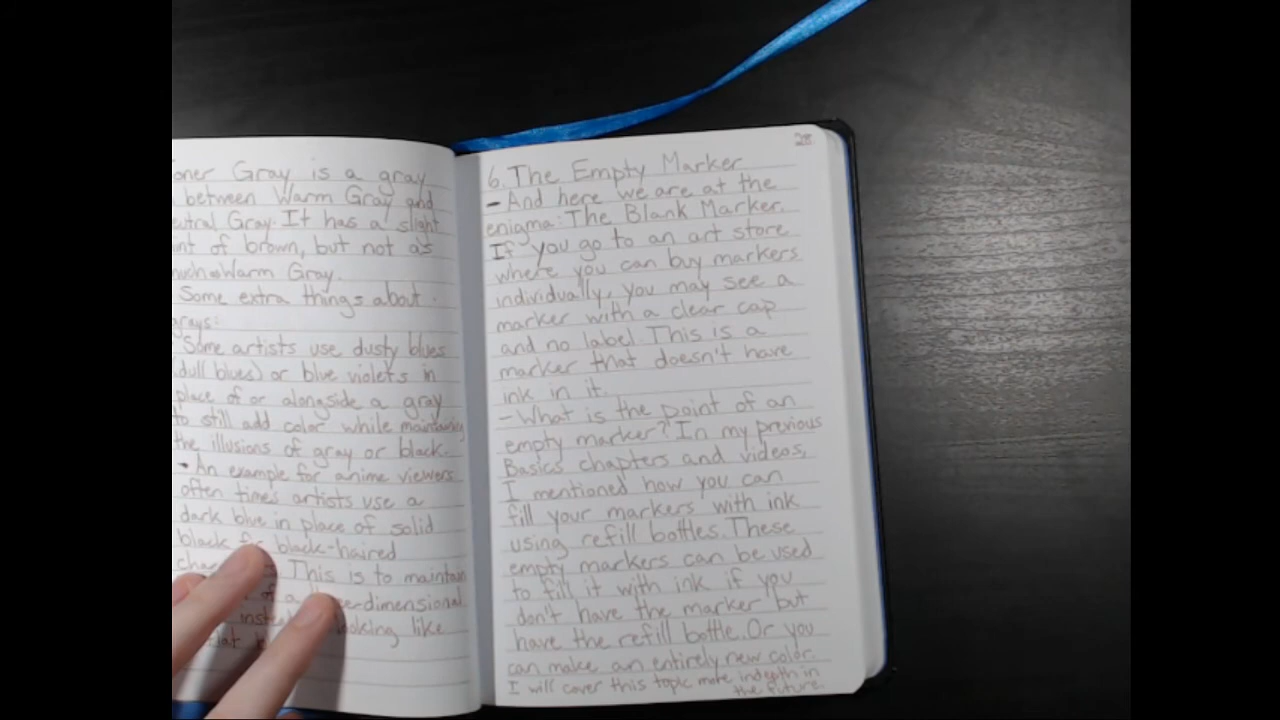 oner Gray is a gray
between Warm Gray and
eutral Gray. It has a slight
int of brown, but not as
much as Warm Gray.
Some extra things about
grays:
Some artists use dusty blues
(dull blues) or blue violets in
place of or alongside a gray
to still add color while maintaining
the illusions of gray or black.
- An example for anime viewers
often times artists use a
dark blue in place of solid
black for black-haired
This is to maintain
of a -dimensional
looking like
flat
28
6. The Empty Marker
- And here we are at the
enigma: The Blank Marker.
If you go to an art store
where you can buy markers
individually, you may see a
marker with a clear cap
and no label. This is a
marker that doesn't have
ink in it.
- What is the point of an
empty marker? In my previous
Basics chapters and videos,
I mentioned how you can
fill your markers with ink
using refill bottles. These
empty markers can be used
to fill it with ink if you
don't have the marker but
have the refill bottle. Or you
can make an entirely new color.
I will cover this topic more indepth in
the future.